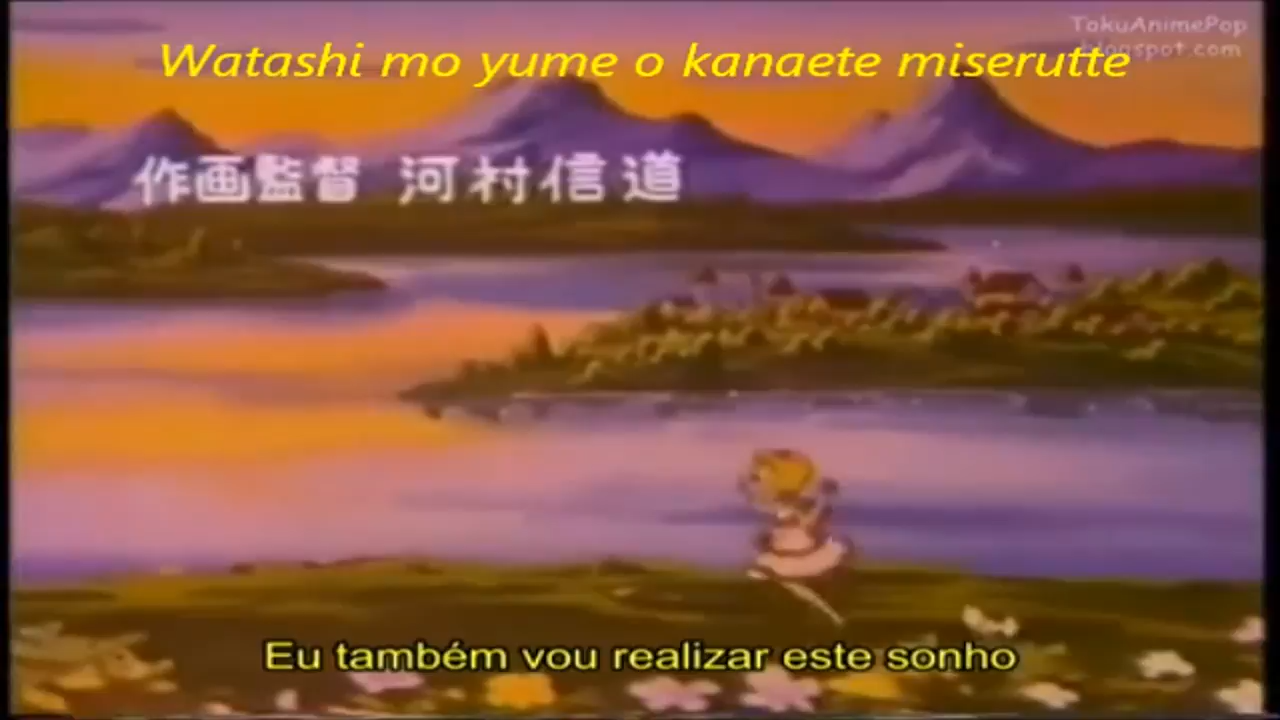 TokuAnimePop
blogspot.com
Watashi mo yume o kanaete miserutte
作画監督 河村信道
Eu também vou realizar este sonho